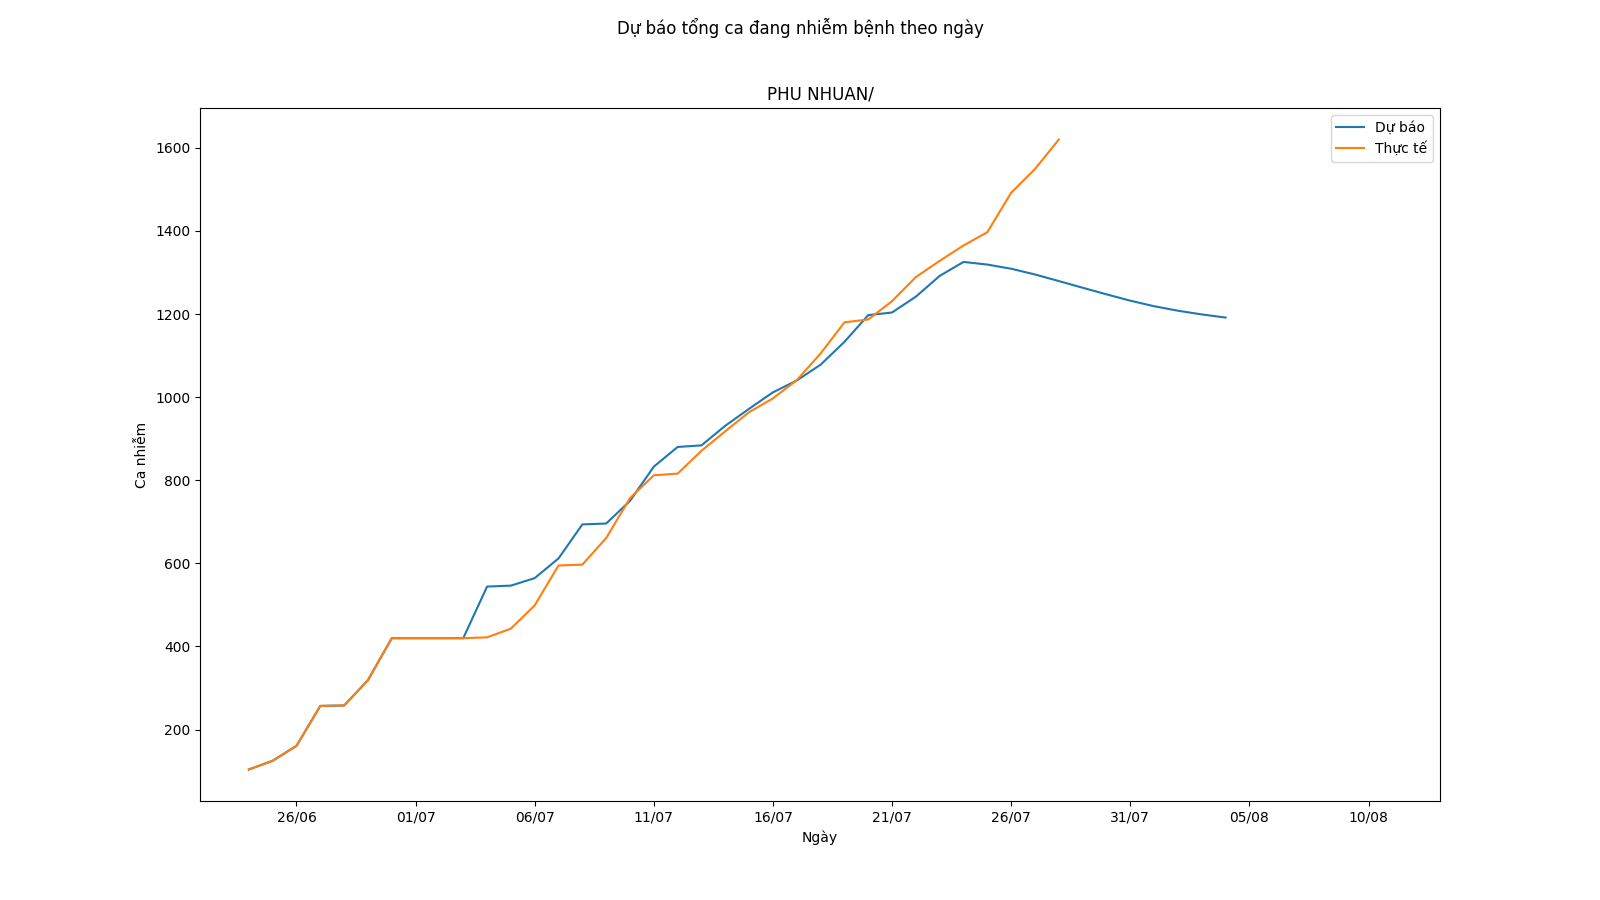 Dự báo tổng ca đang nhiễm bệnh theo ngày
PHU NHUAN/
Dự báo
Thực tế
1600
1400
1200
1000
800
600
400
200
Ca nhiễm
26/06 01/07 06/07 11/07 16/07 21/07 26/07 31/07 05/08 10/08
Ngày